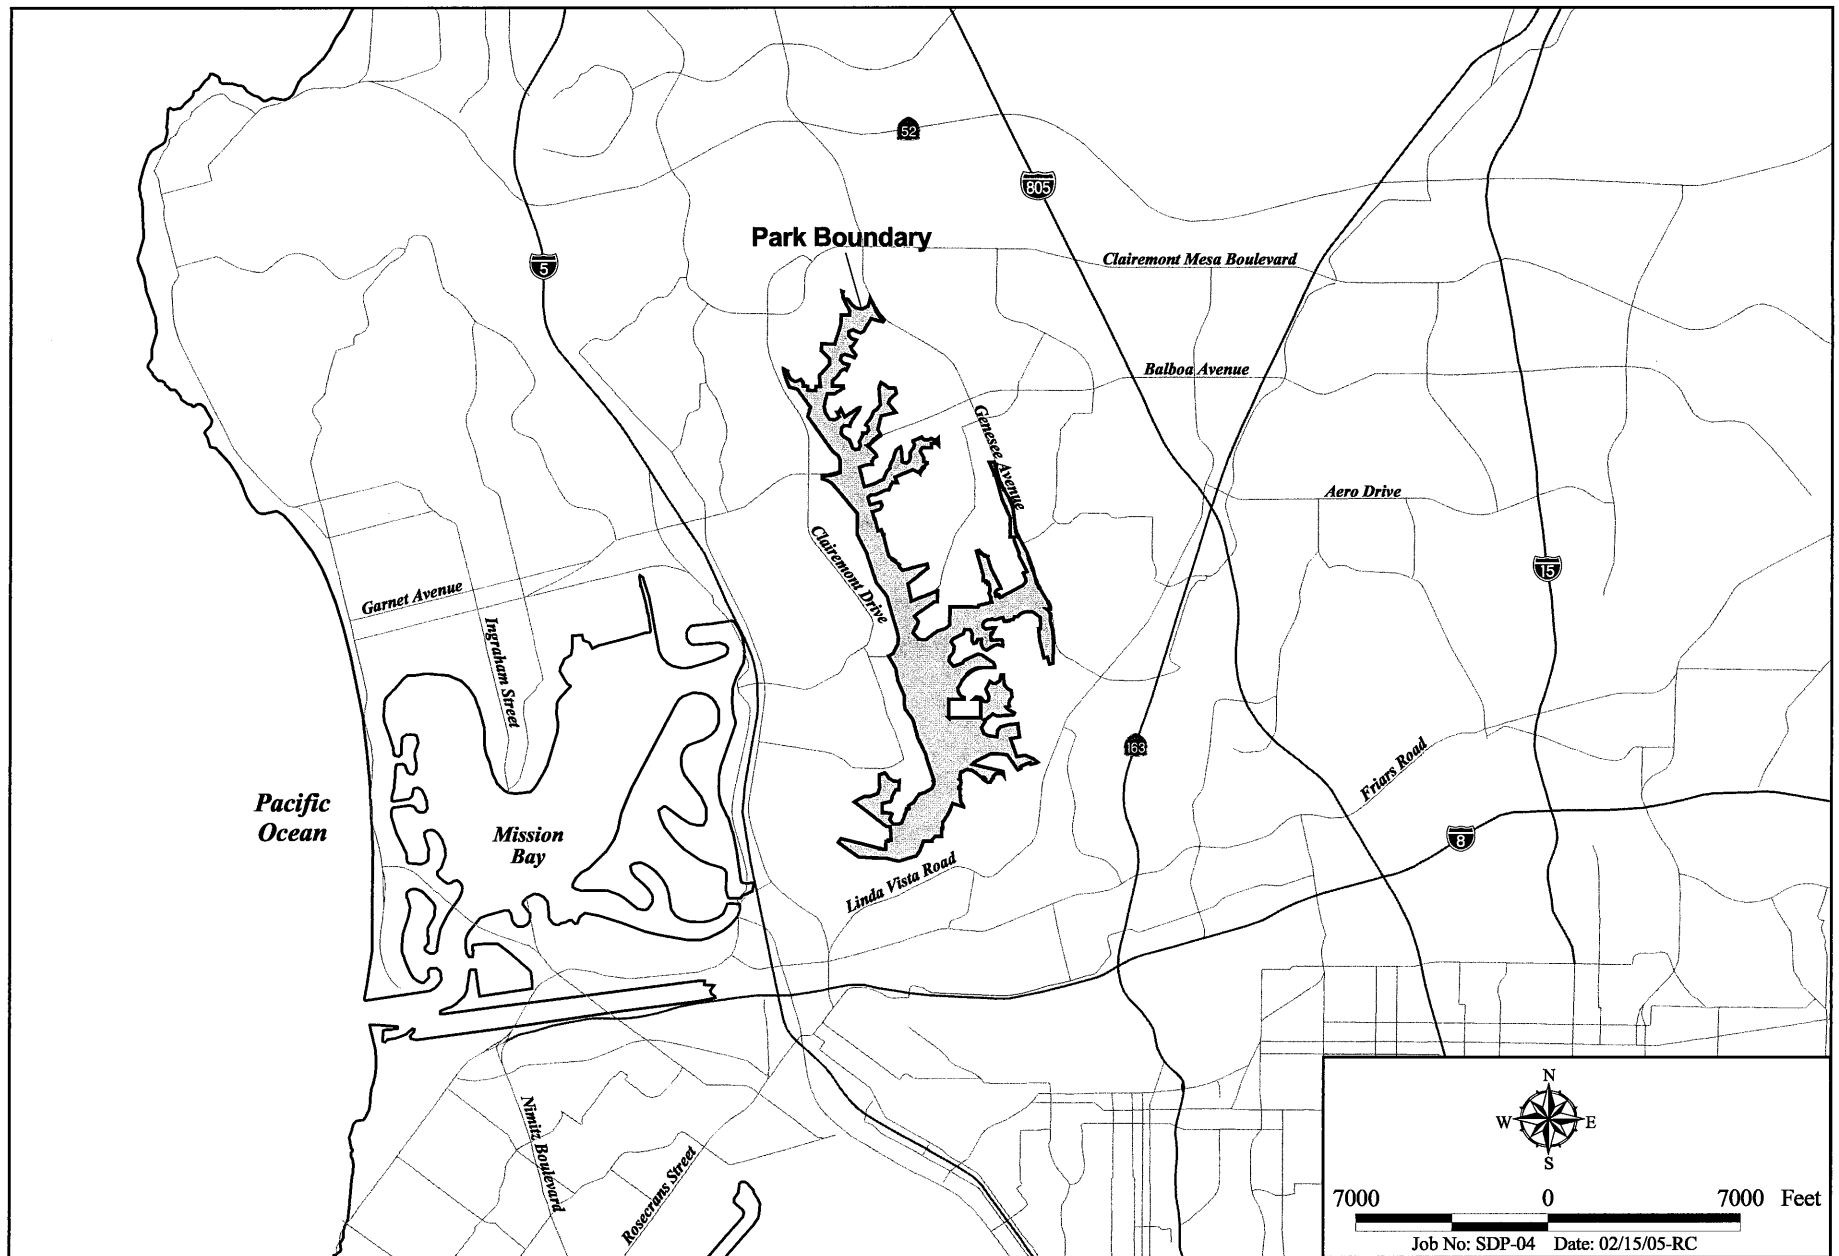 52
805
Park Boundary
Clairemont Mesa Boulevard
5
Balboa Avenue
Genesee Avenue
Aero Drive
Clairemont Drive
15
Garnet Avenue
Ingraham Street
163
Friars Road
Pacific
Ocean
Mission
Bay
8
Linda Vista Road
Nimitz Boulevard
Rosecrans Street
N
W
E
S
7000
0
7000 Feet
Job No: SDP-04 Date: 02/15/05-RC